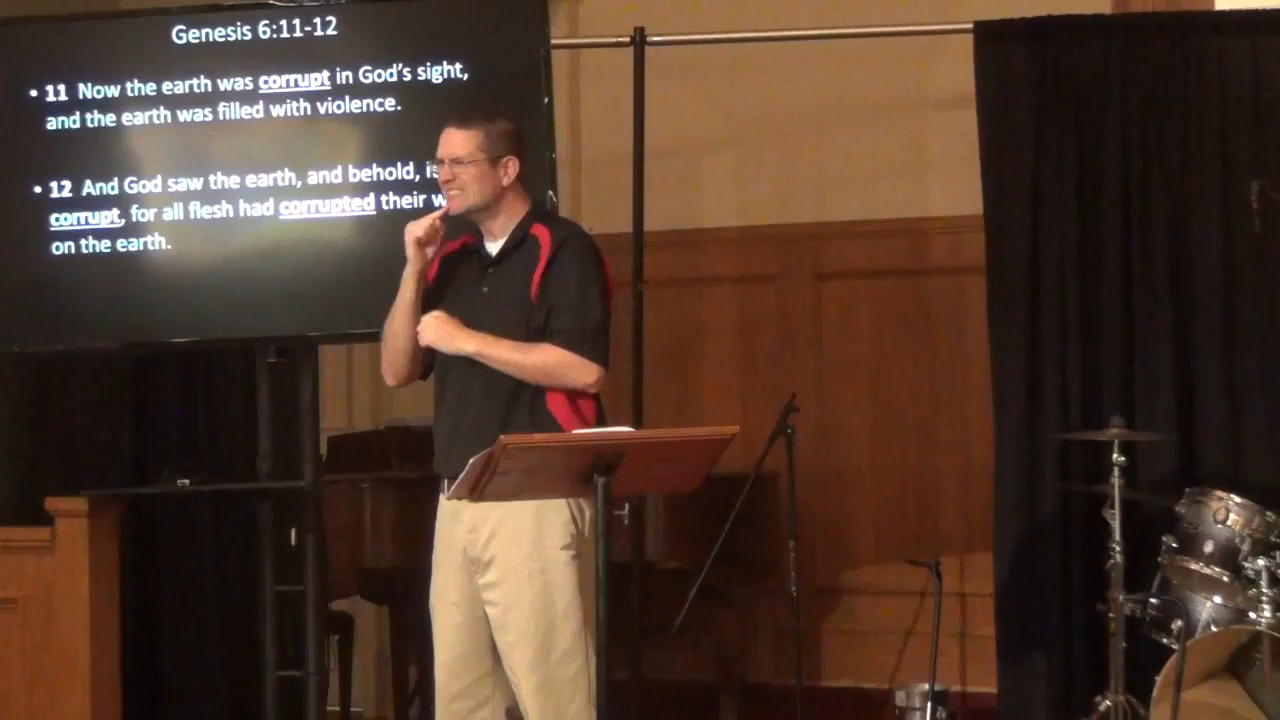 Genesis 6:11-12
• 11 Now the earth was corrupt in God's sight,
and the earth was filled with violence.
• 12 And God saw the earth, and behold,
corrupt, for all flesh had corrupted their
on the earth.